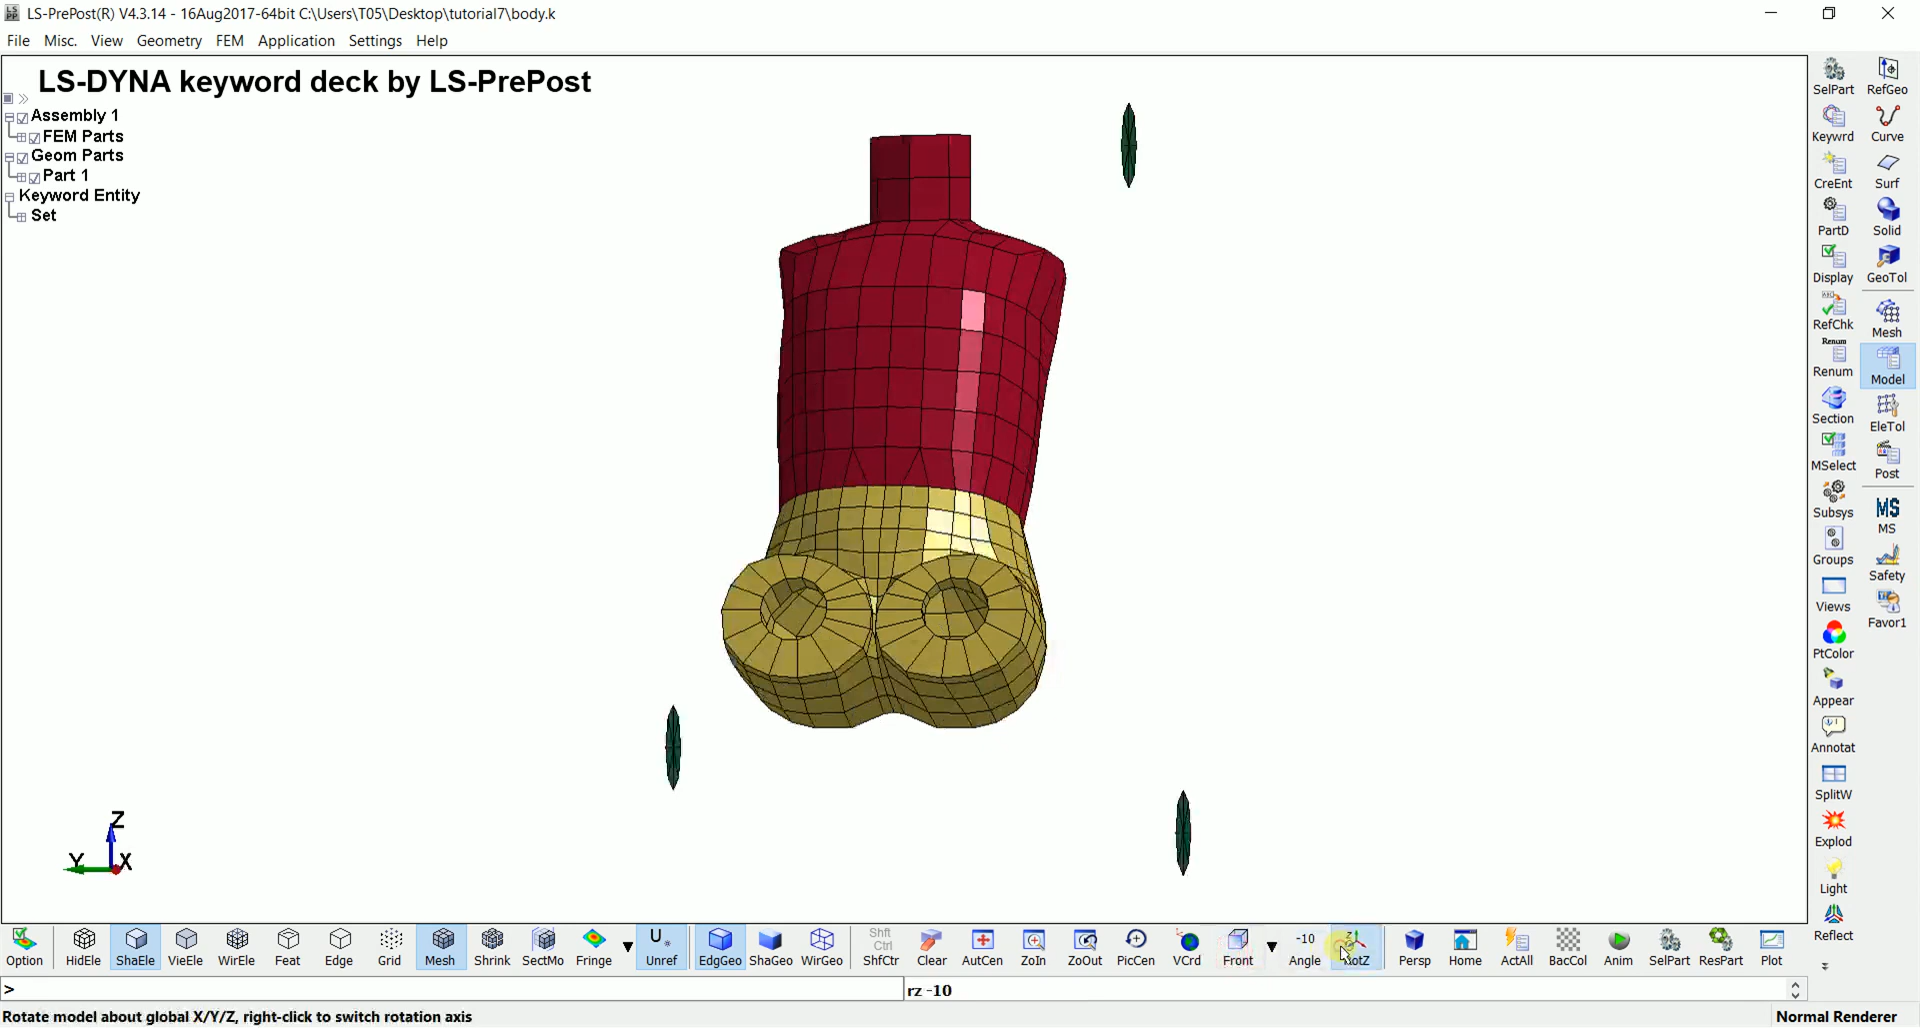 LS-PrePost(R) V4.3.14 - 16Aug2017-64bit C:\Users\T05\Desktop\tutorial7\body.k
File Misc. View Geometry FEM Application Settings Help
LS-DYNA keyword deck by LS-PrePost
Assembly 1
FEM Parts
Geom Parts
Part 1
Keyword Entity
Set
Z
Y X
SelPart RefGeo
Keywrd Curve
CreEnt Surf
PartD Solid
Display GeoTol
RefChk Mesh
Renum
Renum Model
Section EleTol
MSelect Post
Subsys MS
MS
Groups Safety
Views Favor1
PtColor
Appear
Annotat
SplitW
Explod
Light
Reflect
Option HidEle ShaEle VieEle WirEle Feat Edge Grid Mesh Shrink SectMo Fringe Unref EdgGeo ShaGeo WirGeo ShfCtr Clear AutCen ZoIn ZoOut PicCen VCrd Front Angle RotZ Persp Home ActAll BacCol Anim SelPart ResPart Plot
U
Shft
Ctrl
-10
> rz -10
Rotate model about global X/Y/Z, right-click to switch rotation axis Normal Renderer